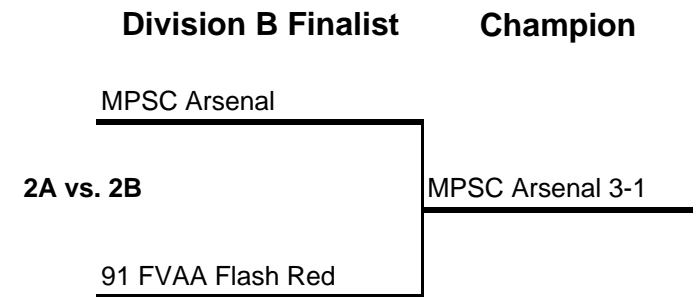 Division B Finalist Champion
MPSC Arsenal
2A vs. 2B MPSC Arsenal 3-1
91 FVAA Flash Red